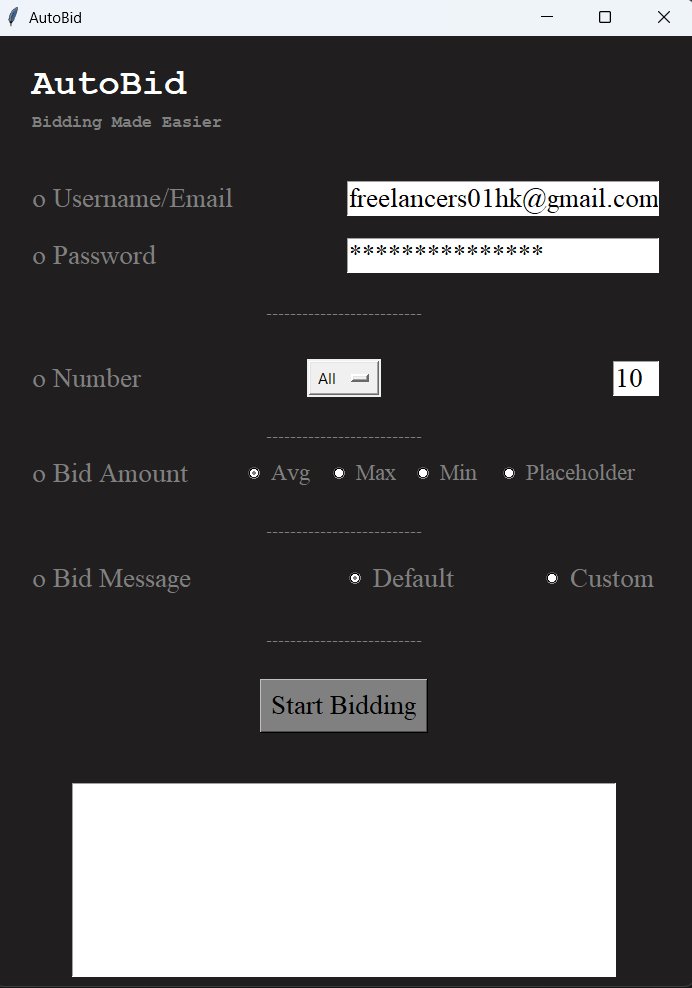 AutoBid
AutoBid
Bidding Made Easier
o Username/Email freelancers01hk@gmail.com
o Password ***************
--------------------------
o Number All 10
--------------------------
o Bid Amount Avg Max Min Placeholder
--------------------------
o Bid Message Default Custom
--------------------------
Start Bidding